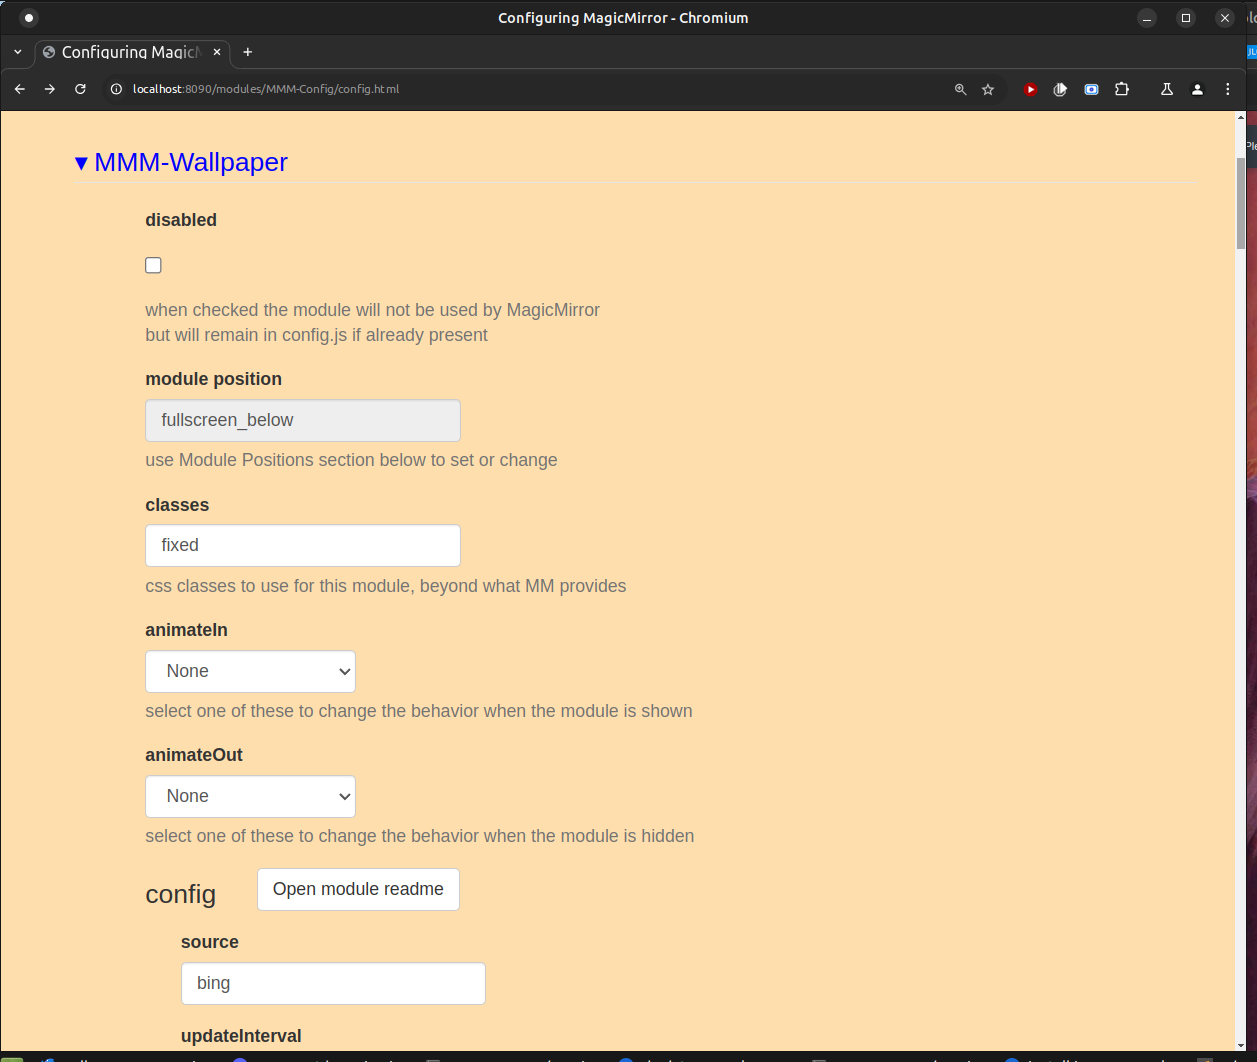 Configuring MagicMirror - Chromium
Configuring Magic
localhost:8090/modules/MMM-Config/config.html
MMM-Wallpaper
disabled
when checked the module will not be used by MagicMirror
but will remain in config.js if already present
module position
fullscreen_below
use Module Positions section below to set or change
classes
fixed
css classes to use for this module, beyond what MM provides
animateIn
None
select one of these to change the behavior when the module is shown
animateOut
None
select one of these to change the behavior when the module is hidden
config
Open module readme
source
bing
updateInterval